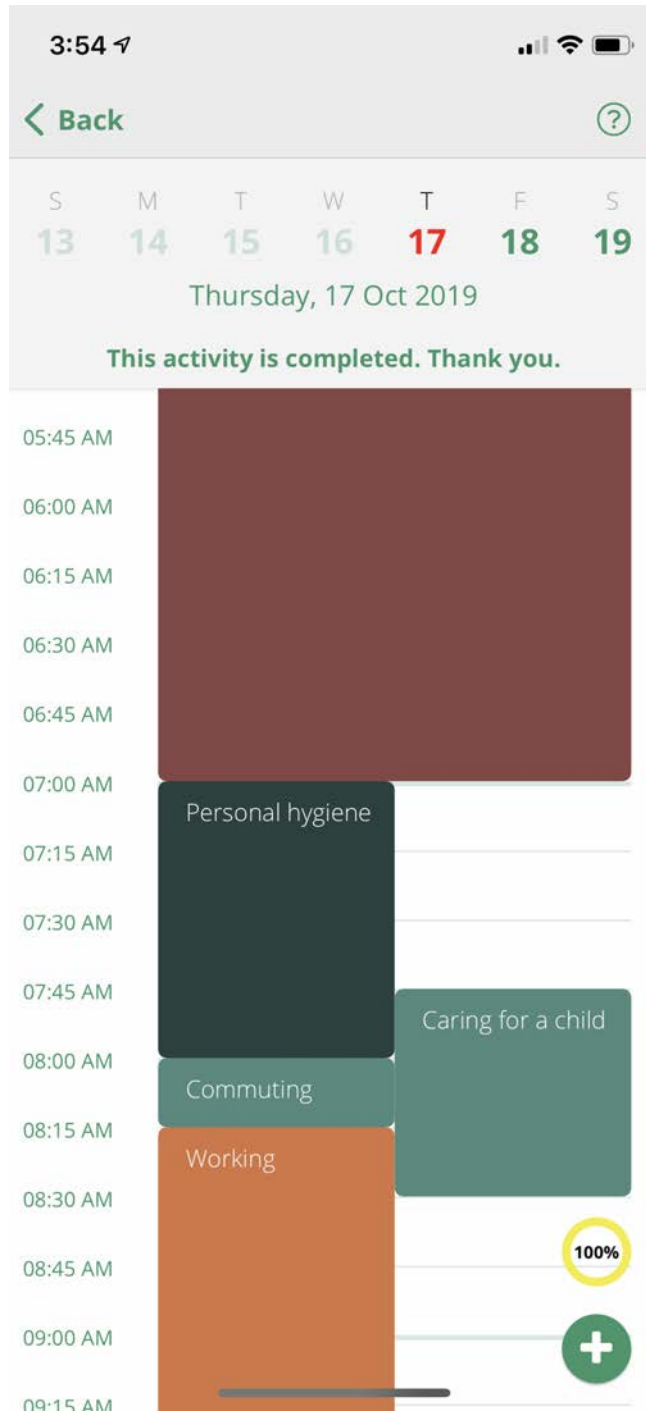 3:54
Back
?
S M T W T F S
13 14 15 16 17 18 19
Thursday, 17 Oct 2019
This activity is completed. Thank you.
05:45 AM
06:00 AM
06:15 AM
06:30 AM
06:45 AM
07:00 AM
Personal hygiene
07:15 AM
07:30 AM
07:45 AM
Caring for a child
08:00 AM
Commuting
08:15 AM
Working
08:30 AM
100%
08:45 AM
09:00 AM
09:15 AM